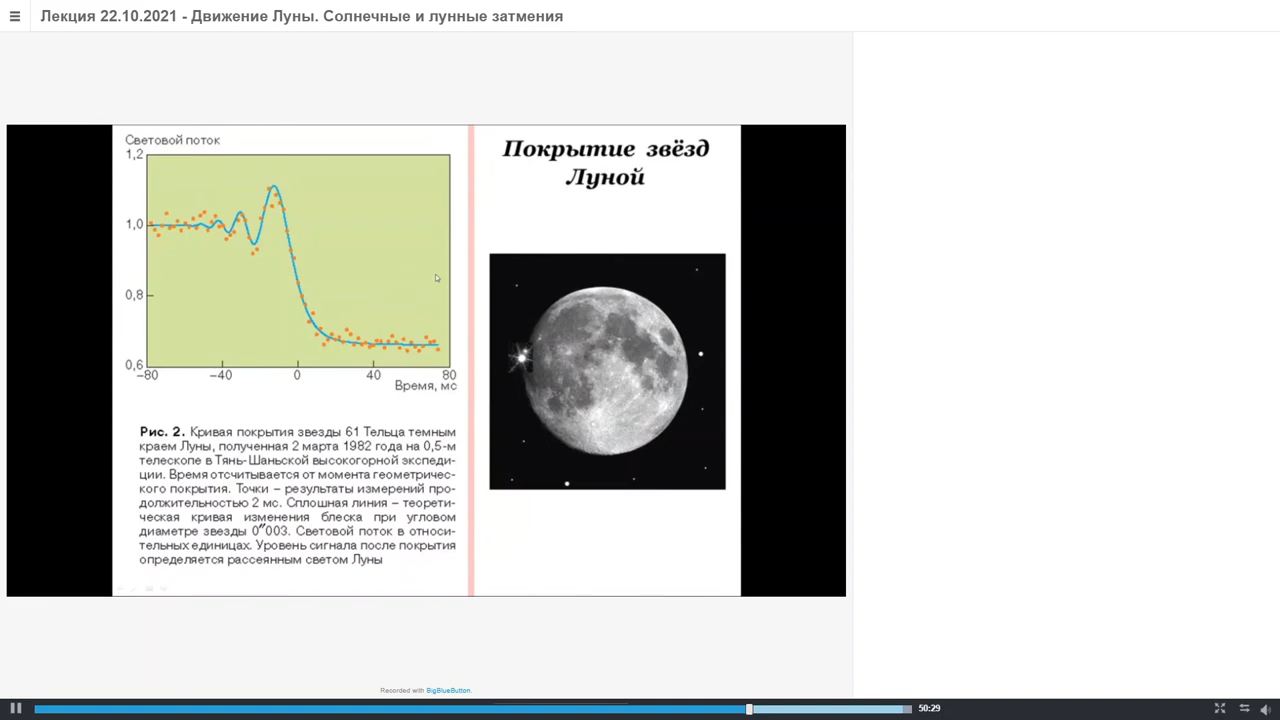 Лекция 22.10.2021 - Движение Луны. Солнечные и лунные затмения
Световой поток
1,2
1,0
0,8
0,6
−80 −40 0 40 80
Время, мс
Рис. 2. Кривая покрытия звезды 61 Тельца темным
краем Луны, полученная 2 марта 1982 года на 0,5-м
телескопе в Тянь-Шаньской высокогорной экспеди-
ции. Время отсчитывается от момента геометричес-
кого покрытия. Точки – результаты измерений про-
должительностью 2 мс. Сплошная линия – теорети-
ческая кривая изменения блеска при угловом
диаметре звезды 0″003. Световой поток в относи-
тельных единицах. Уровень сигнала после покрытия
определяется рассеянным светом Луны
Покрытие звёзд
Луной
Recorded with BigBlueButton.
50:29